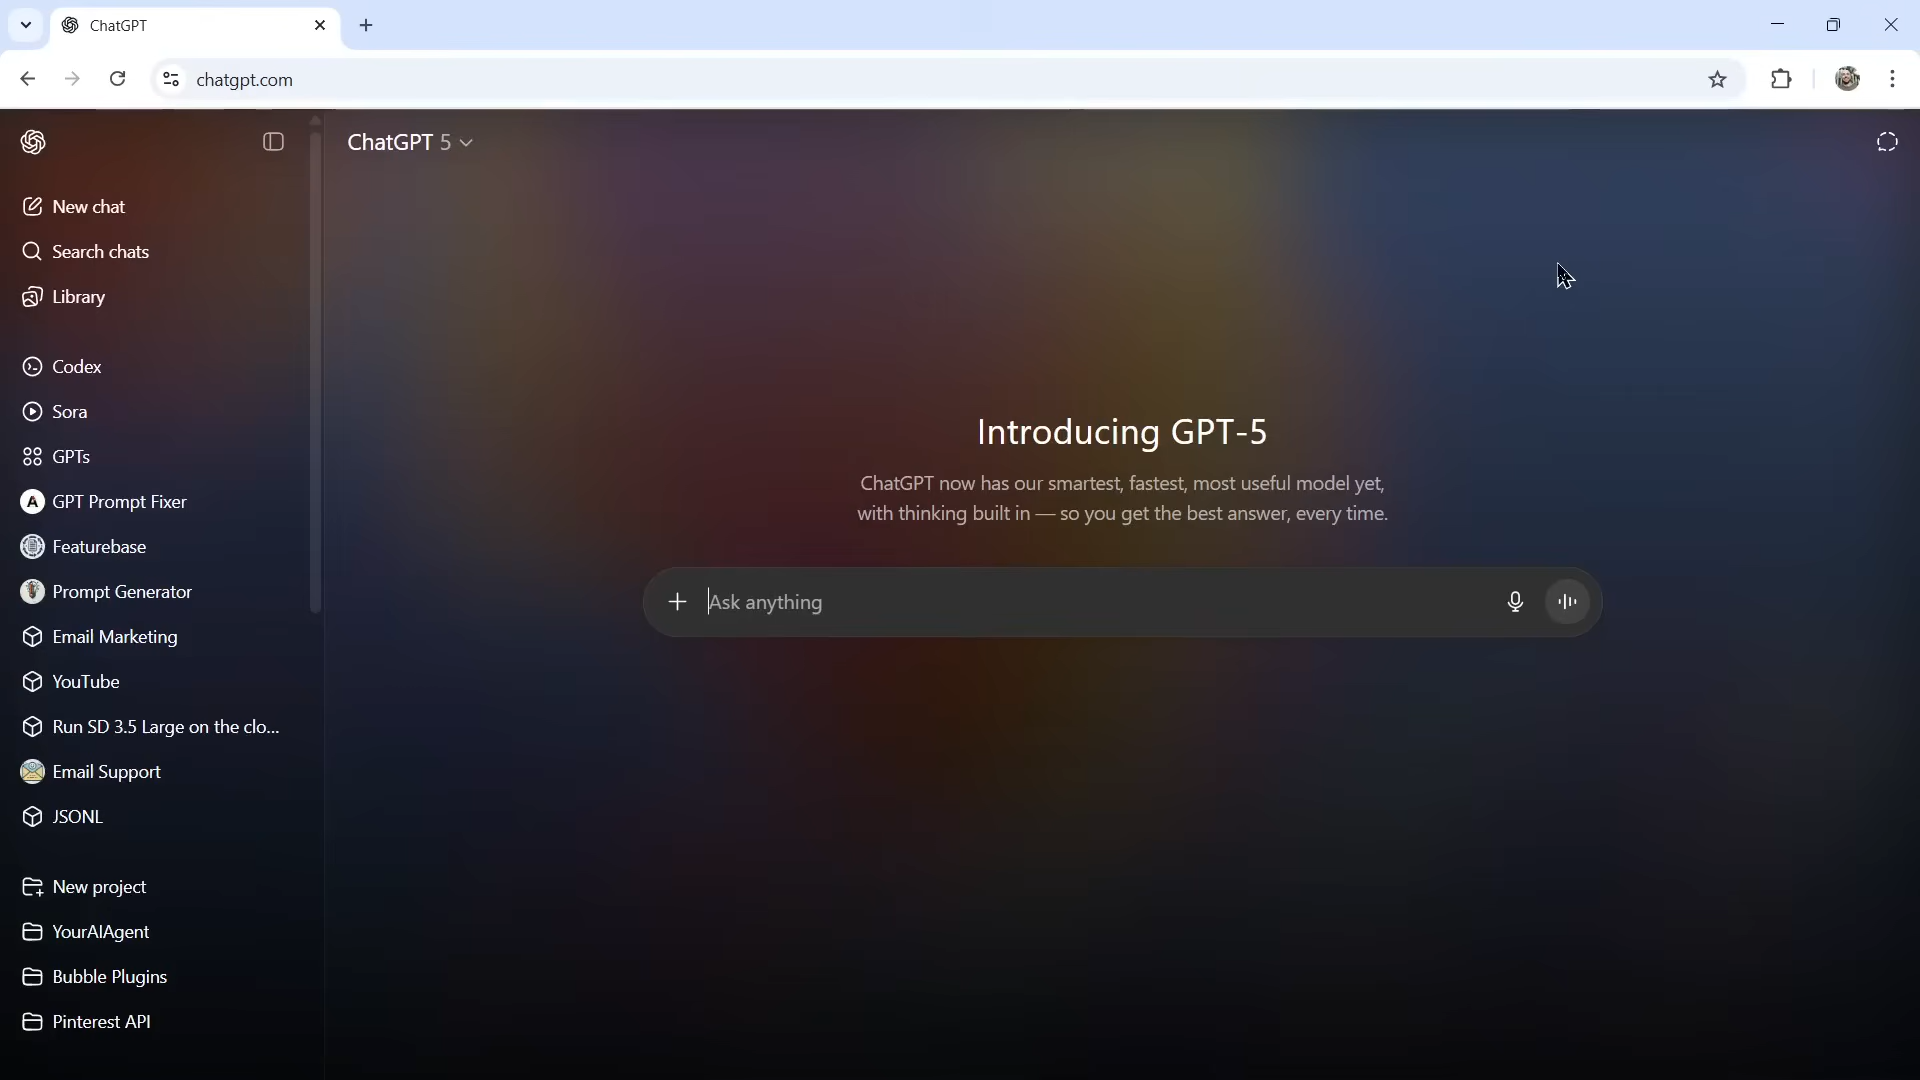 ChatGPT
chatgpt.com
ChatGPT 5
New chat
Search chats
Library
Codex
Sora
GPTs
A GPT Prompt Fixer
Featurebase
Prompt Generator
Email Marketing
YouTube
Run SD 3.5 Large on the clo...
Email Support
JSONL
New project
YourAIAgent
Bubble Plugins
Pinterest API
Introducing GPT-5
ChatGPT now has our smartest, fastest, most useful model yet,
with thinking built in — so you get the best answer, every time.
Ask anything